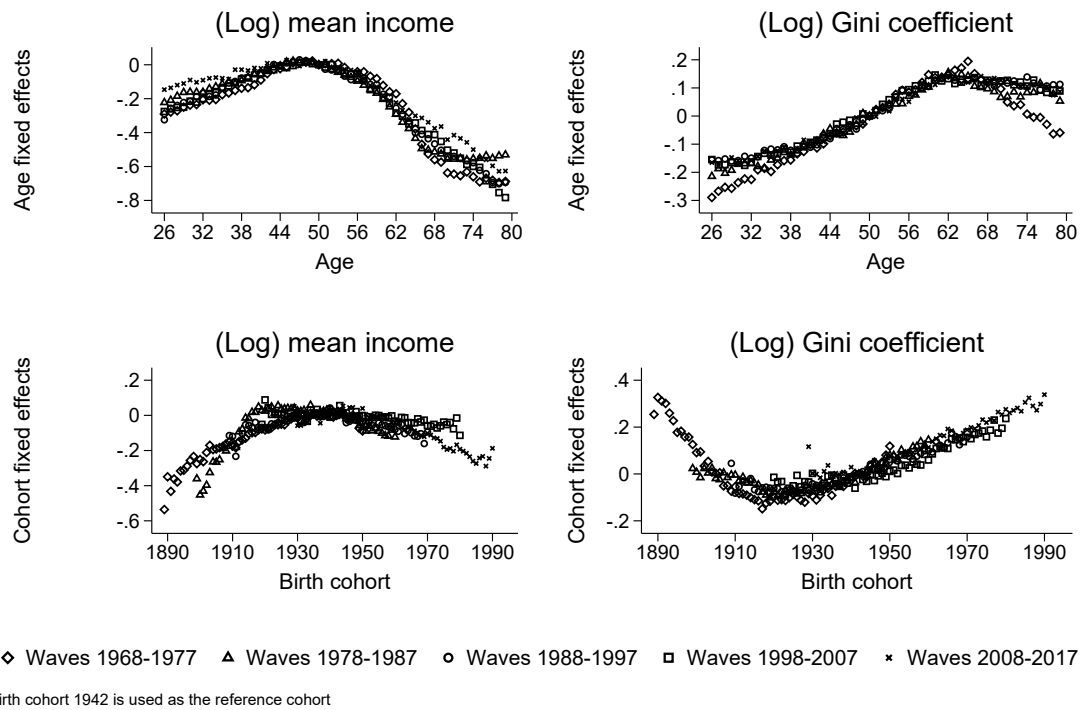 (Log) mean income
Age fixed effects
0
-.2
-.4
-.6
-.8
26 32 38 44 50 56 62 68 74 80
Age
(Log) Gini coefficient
Age fixed effects
.2
.1
0
-.1
-.2
-.3
26 32 38 44 50 56 62 68 74 80
Age
(Log) mean income
Cohort fixed effects
.2
0
-.2
-.4
-.6
1890 1910 1930 1950 1970 1990
Birth cohort
(Log) Gini coefficient
Cohort fixed effects
.4
.2
0
-.2
1890 1910 1930 1950 1970 1990
Birth cohort
Waves 1968-1977 Waves 1978-1987 Waves 1988-1997 Waves 1998-2007 Waves 2008-2017
irth cohort 1942 is used as the reference cohort